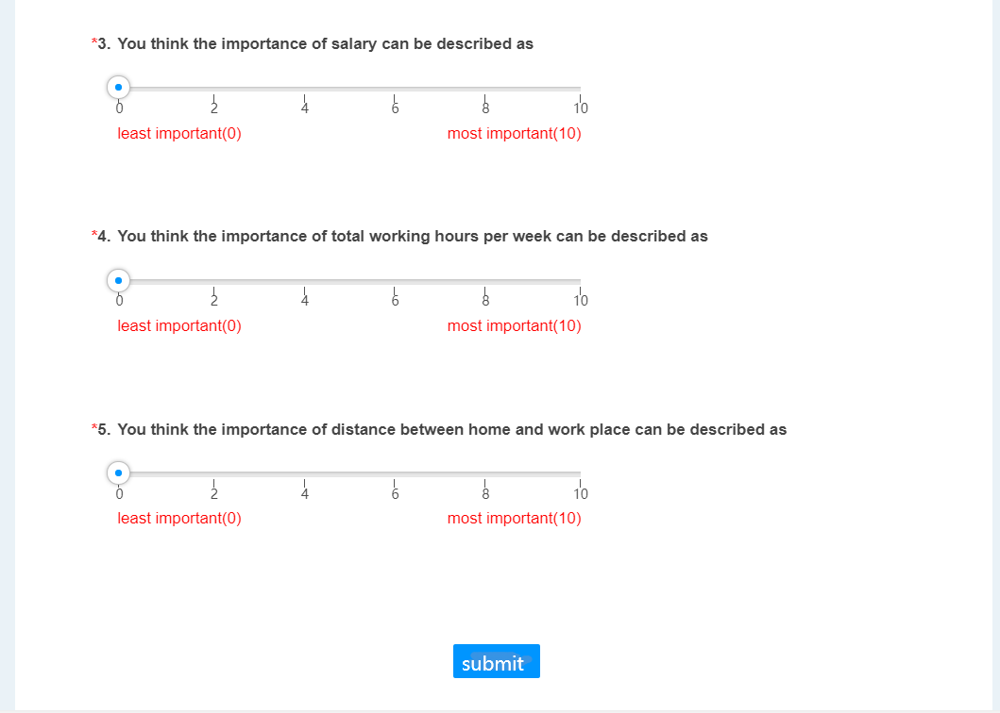 *3. You think the importance of salary can be described as
0 2 4 6 8 10
least important(0) most important(10)
*4. You think the importance of total working hours per week can be described as
0 2 4 6 8 10
least important(0) most important(10)
*5. You think the importance of distance between home and work place can be described as
0 2 4 6 8 10
least important(0) most important(10)
submit